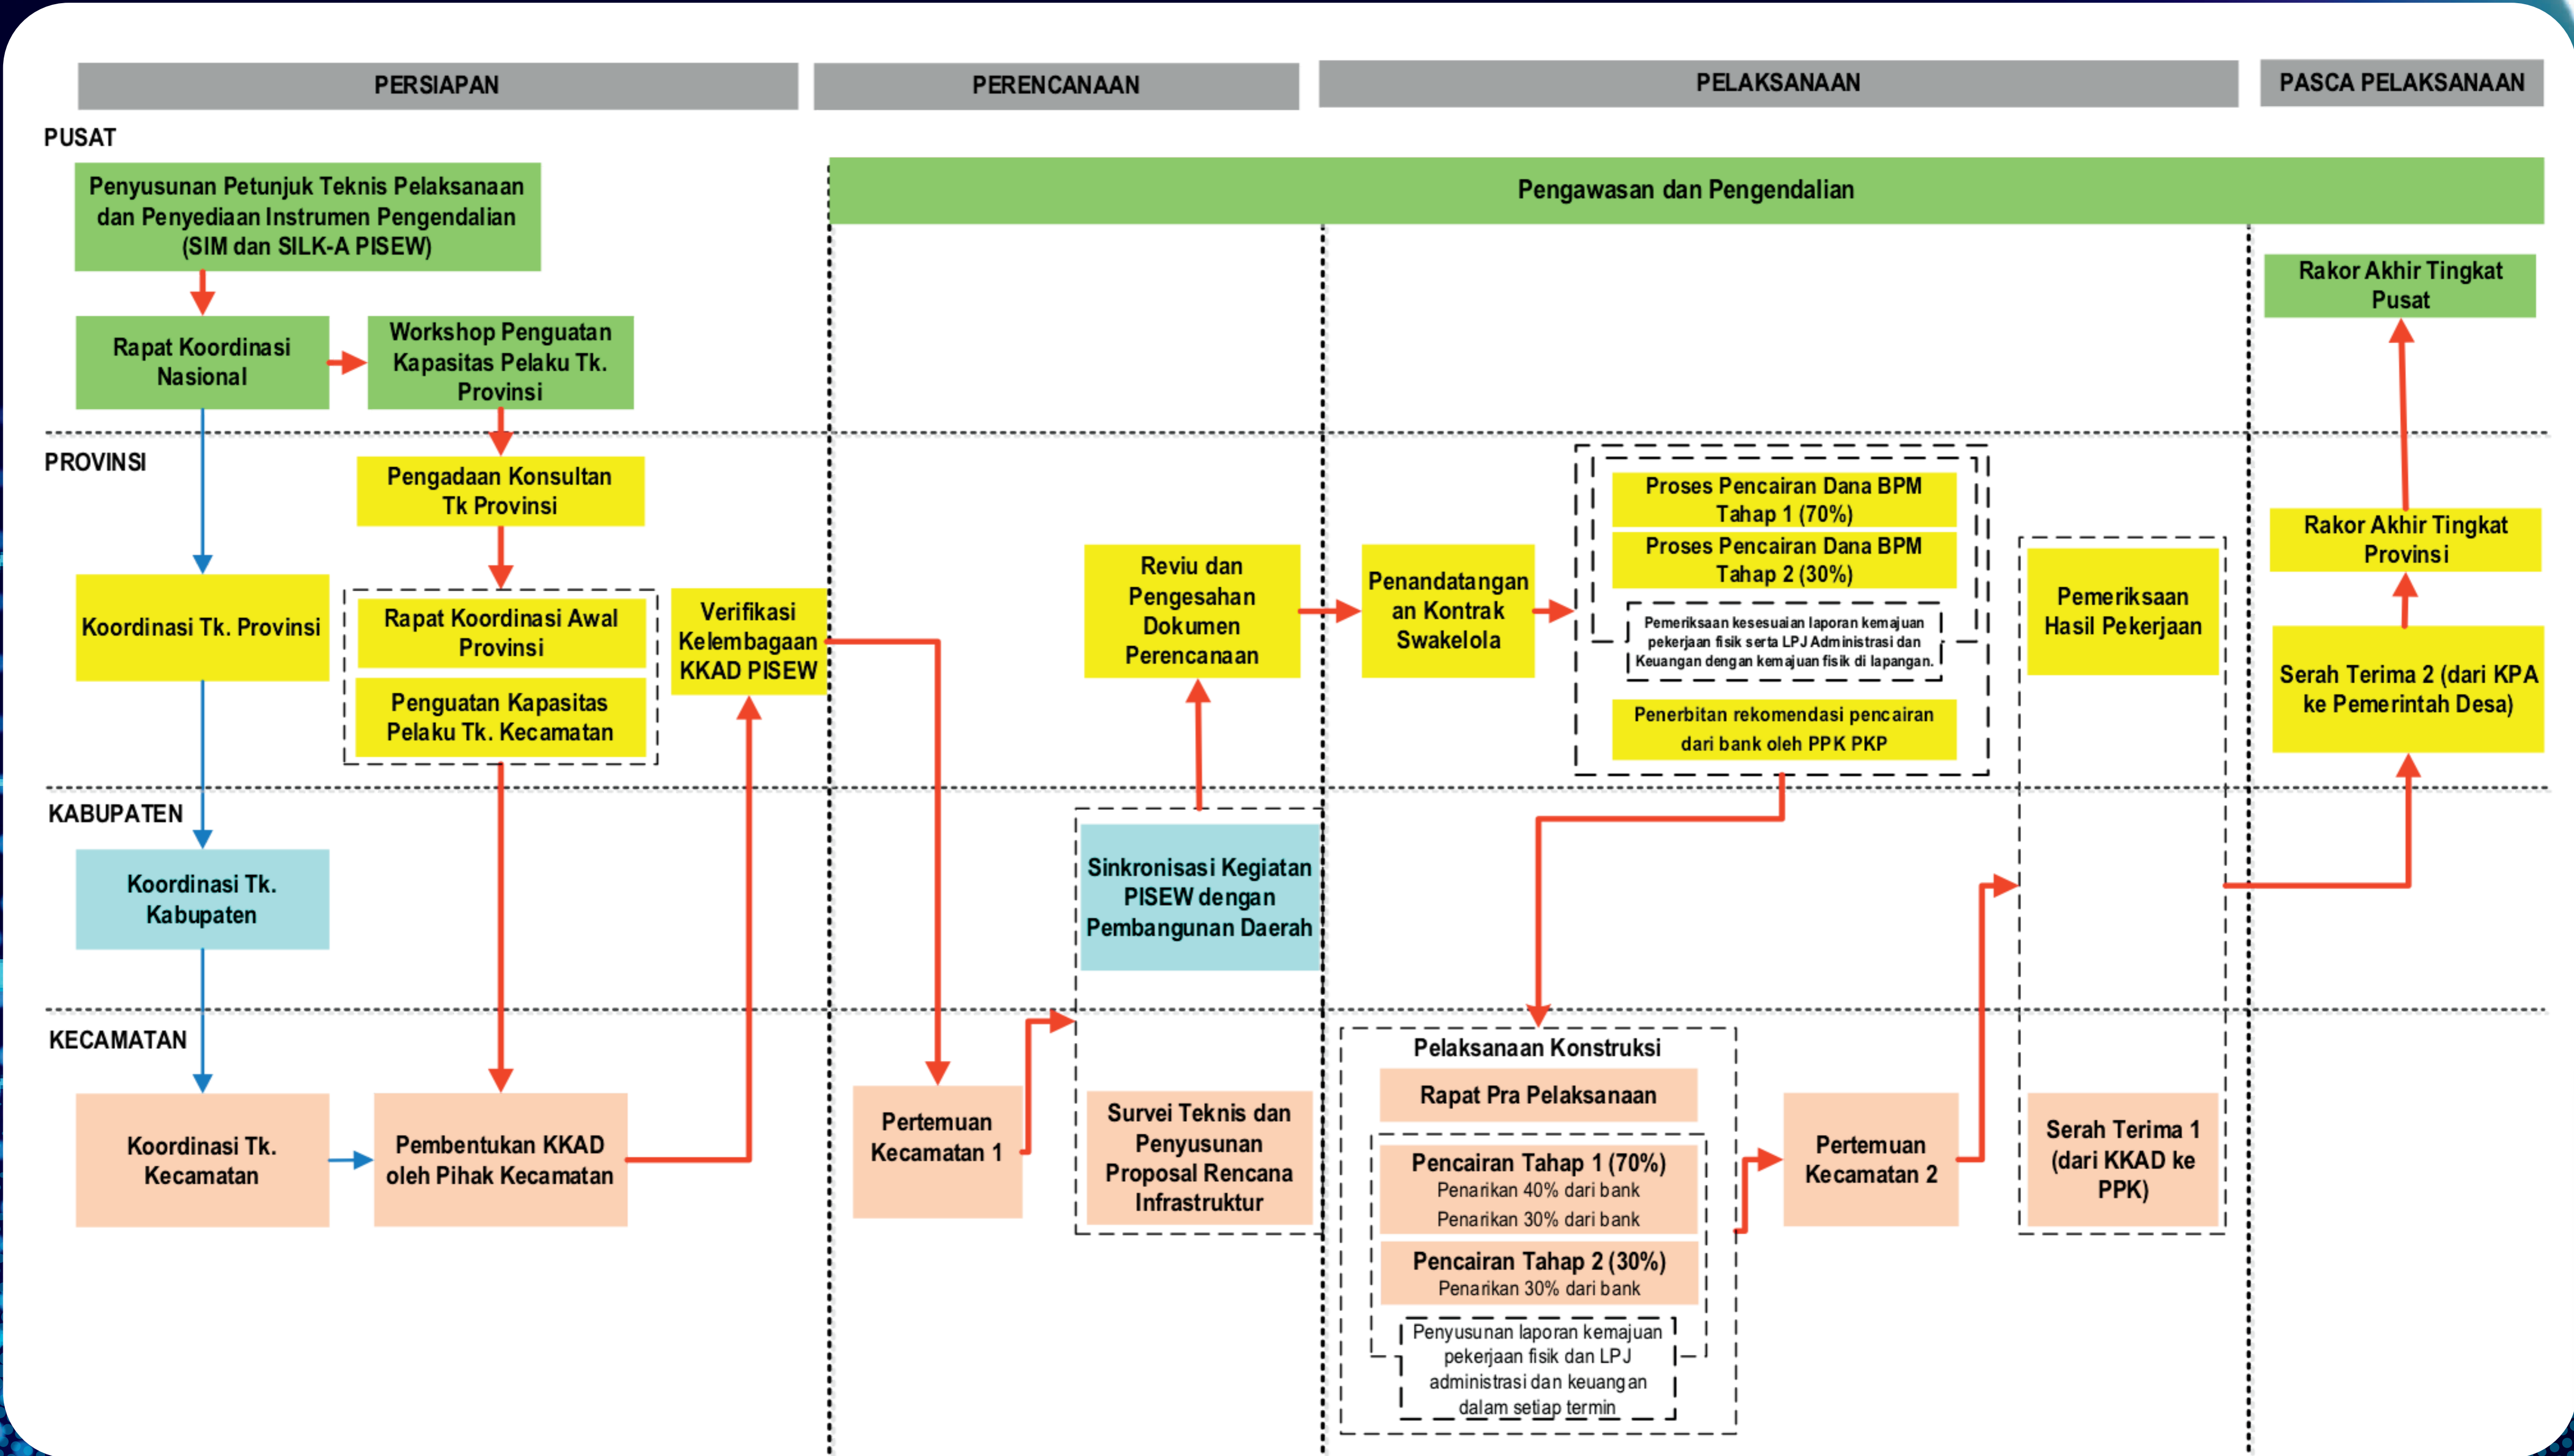 PERSIAPAN
PERENCANAAN
PELAKSANAAN
PASCA PELAKSANAAN
PUSAT
Penyusunan Petunjuk Teknis Pelaksanaan
dan Penyediaan Instrumen Pengendalian
(SIM dan SILK-A PISEW)
Pengawasan dan Pengendalian
Rapat Koordinasi
Nasional
Workshop Penguatan
Kapasitas Pelaku Tk.
Provinsi
Rakor Akhir Tingkat
Pusat
PROVINSI
Pengadaan Konsultan
Tk Provinsi
Koordinasi Tk. Provinsi
Rapat Koordinasi Awal
Provinsi
Penguatan Kapasitas
Pelaku Tk. Kecamatan
Verifikasi
Kelembagaan
KKAD PISEW
Reviu dan
Pengesahan
Dokumen
Perencanaan
Penandatangan
an Kontrak
Swakelola
Proses Pencairan Dana BPM
Tahap 1 (70%)
Proses Pencairan Dana BPM
Tahap 2 (30%)
Pemeriksaan kesesuaian laporan kemajuan
pekerjaan fisik serta LPJ Administrasi dan
Keuangan dengan kemajuan fisik di lapangan.
Penerbitan rekomendasi pencairan
dari bank oleh PPK PKP
Pemeriksaan
Hasil Pekerjaan
Rakor Akhir Tingkat
Provinsi
Serah Terima 2 (dari KPA
ke Pemerintah Desa)
KABUPATEN
Koordinasi Tk.
Kabupaten
Sinkronisasi Kegiatan
PISEW dengan
Pembangunan Daerah
KECAMATAN
Koordinasi Tk.
Kecamatan
Pembentukan KKAD
oleh Pihak Kecamatan
Pertemuan
Kecamatan 1
Survei Teknis dan
Penyusunan
Proposal Rencana
Infrastruktur
Pelaksanaan Konstruksi
Rapat Pra Pelaksanaan
Pencairan Tahap 1 (70%)
Penarikan 40% dari bank
Penarikan 30% dari bank
Pencairan Tahap 2 (30%)
Penarikan 30% dari bank
Penyusunan laporan kemajuan
pekerjaan fisik dan LPJ
administrasi dan keuangan
dalam setiap termin
Pertemuan
Kecamatan 2
Serah Terima 1
(dari KKAD ke
PPK)